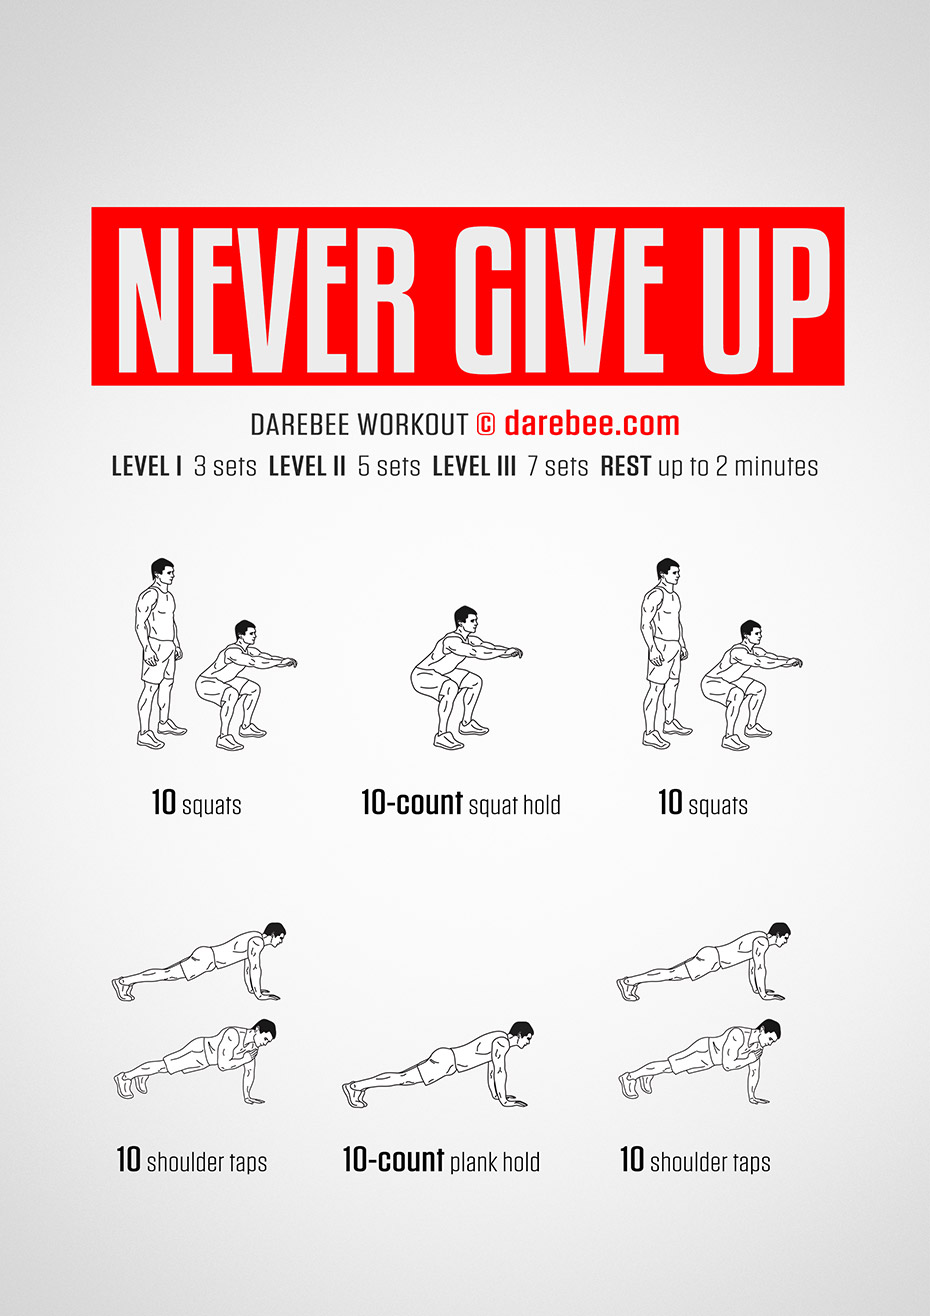 NEVER GIVE UP
DAREBEE WORKOUT © darebee.com
LEVEL I 3 sets LEVEL II 5 sets LEVEL III 7 sets REST up to 2 minutes
10 squats
10-count squat hold
10 squats
10 shoulder taps
10-count plank hold
10 shoulder taps